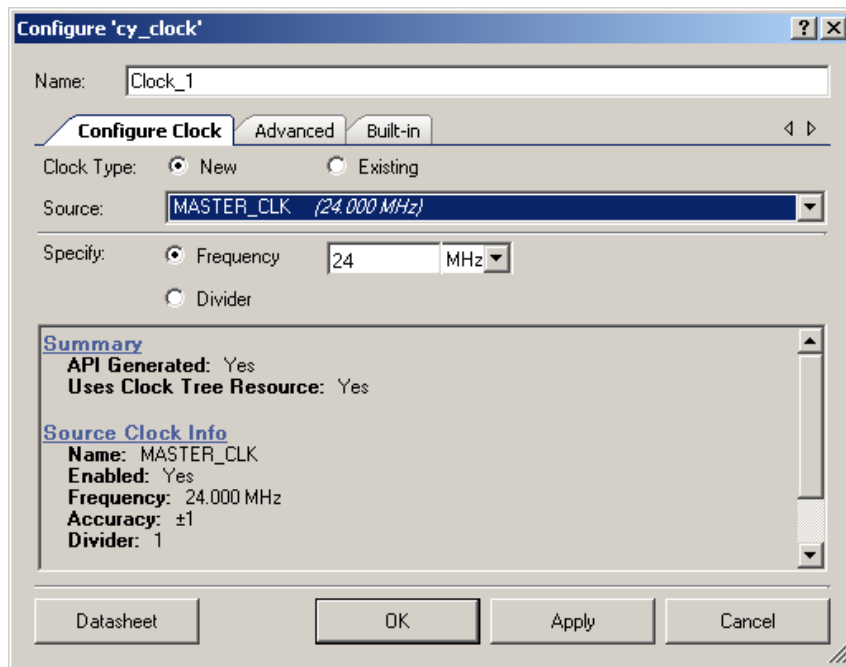 Configure 'cy_clock'
Name: Clock_1
Configure Clock Advanced Built-in
Clock Type: New Existing
Source: MASTER_CLK (24.000 MHz)
Specify: Frequency 24 MHz
Divider
Summary
API Generated: Yes
Uses Clock Tree Resource: Yes
Source Clock Info
Name: MASTER_CLK
Enabled: Yes
Frequency: 24.000 MHz
Accuracy: ±1
Divider: 1
Datasheet OK Apply Cancel